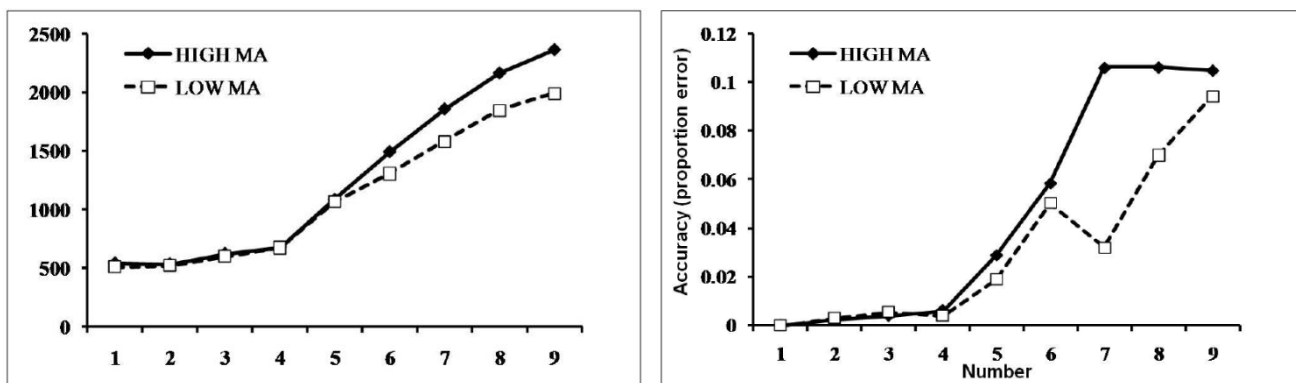 2500
2000
1500
1000
500
0
HIGH MA
LOW MA
1 2 3 4 5 6 7 8 9
Accuracy (proportion error)
0.12
0.1
0.08
0.06
0.04
0.02
0
HIGH MA
LOW MA
1 2 3 4 5 6 7 8 9
Number